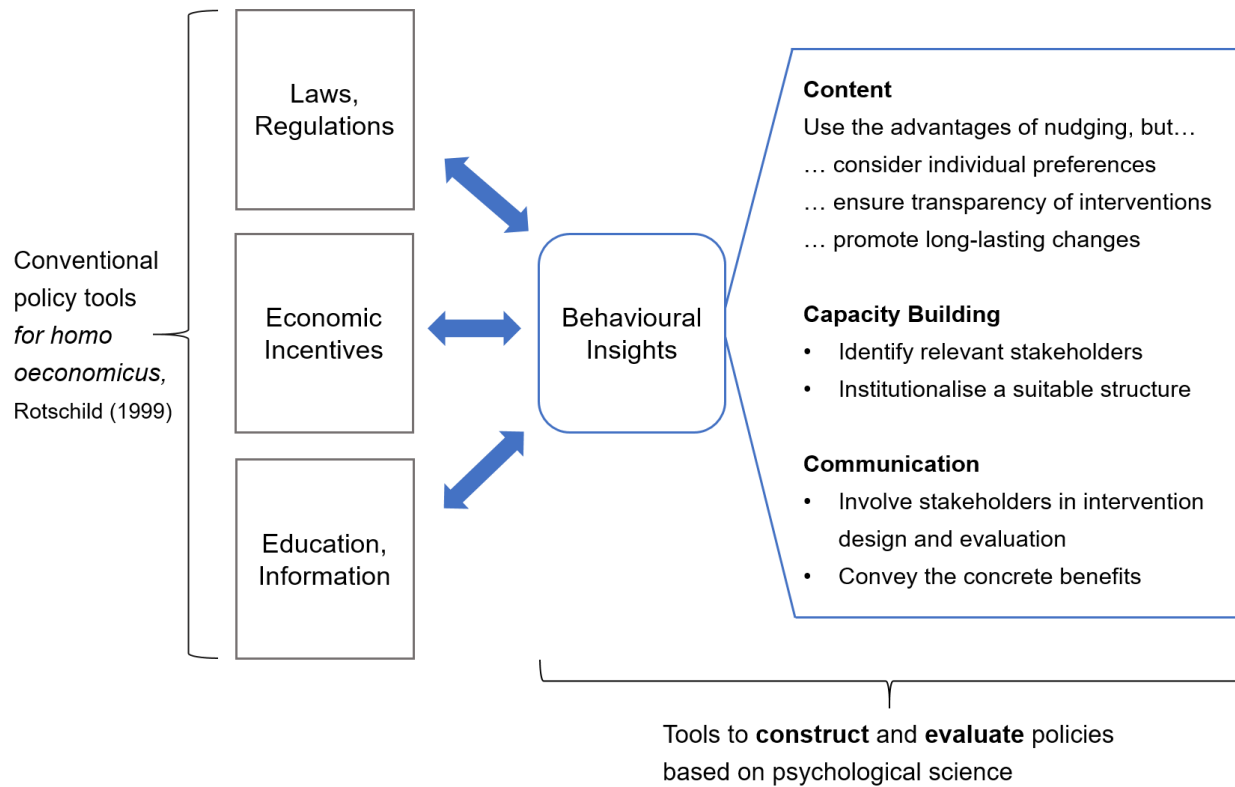 Conventional
policy tools
for homo
oeconomicus,
Rotschild (1999)
Laws,
Regulations
Economic
Incentives
Education,
Information
Behavioural
Insights
Content
Use the advantages of nudging, but…
… consider individual preferences
… ensure transparency of interventions
… promote long-lasting changes
Capacity Building
• Identify relevant stakeholders
• Institutionalise a suitable structure
Communication
• Involve stakeholders in intervention
design and evaluation
• Convey the concrete benefits
Tools to construct and evaluate policies
based on psychological science